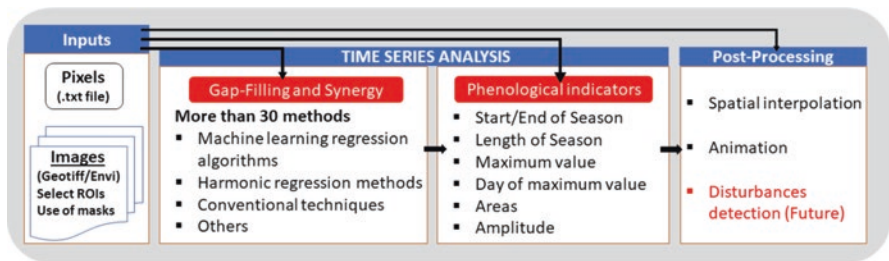 Inputs
Pixels
(.txt file)
Images
(Geotiff/Envi)
Select ROIs
Use of masks
TIME SERIES ANALYSIS
Gap-Filling and Synergy
More than 30 methods
▪ Machine learning regression
algorithms
▪ Harmonic regression methods
▪ Conventional techniques
▪ Others
Phenological indicators
▪ Start/End of Season
▪ Length of Season
▪ Maximum value
▪ Day of maximum value
▪ Areas
▪ Amplitude
Post-Processing
▪ Spatial interpolation
▪ Animation
▪ Disturbances
detection (Future)